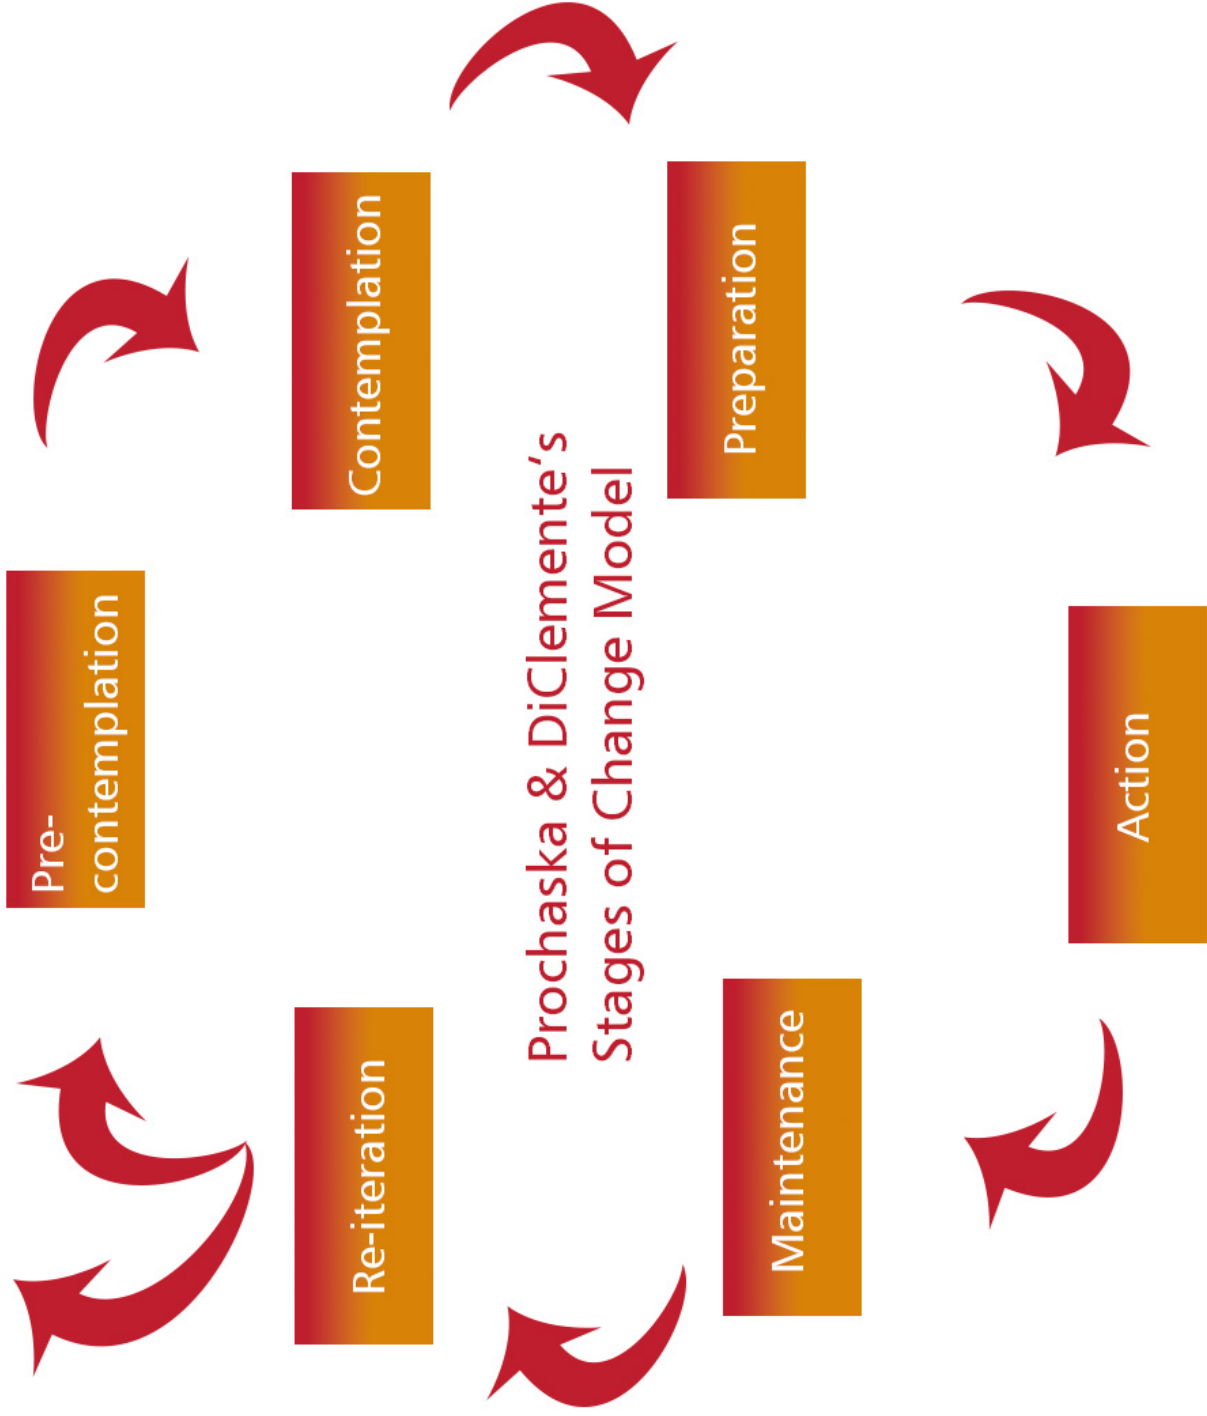 Pre-
contemplation
Contemplation
Preparation
Action
Maintenance
Re-iteration
Prochaska & DiClemente‘s
Stages of Change Model